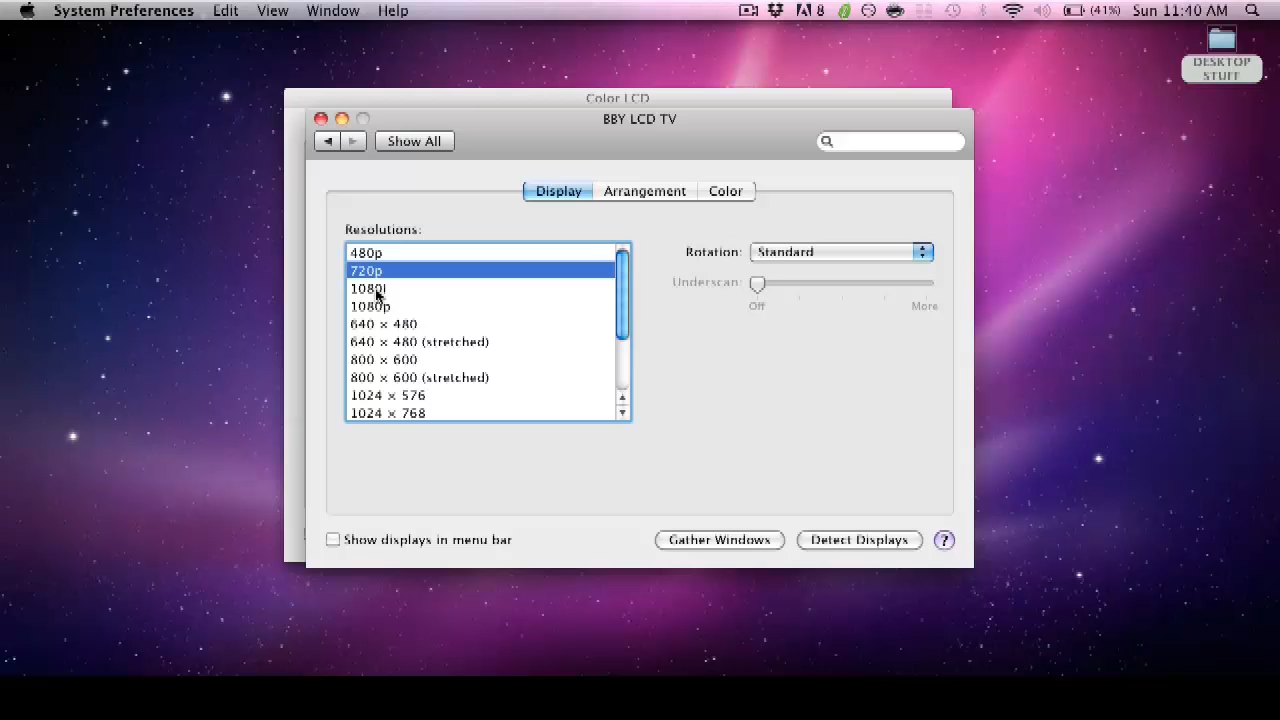 System Preferences Edit View Window Help 8 (41%) Sun 11:40 AM
DESKTOP
STUFF
Color LCD
BBY LCD TV
Show All
Display Arrangement Color
Resolutions:
480p
720p
1080i
1080p
640 × 480
640 × 480 (stretched)
800 × 600
800 × 600 (stretched)
1024 × 576
1024 × 768
Rotation: Standard
Underscan:
Off More
Show displays in menu bar
Gather Windows Detect Displays ?